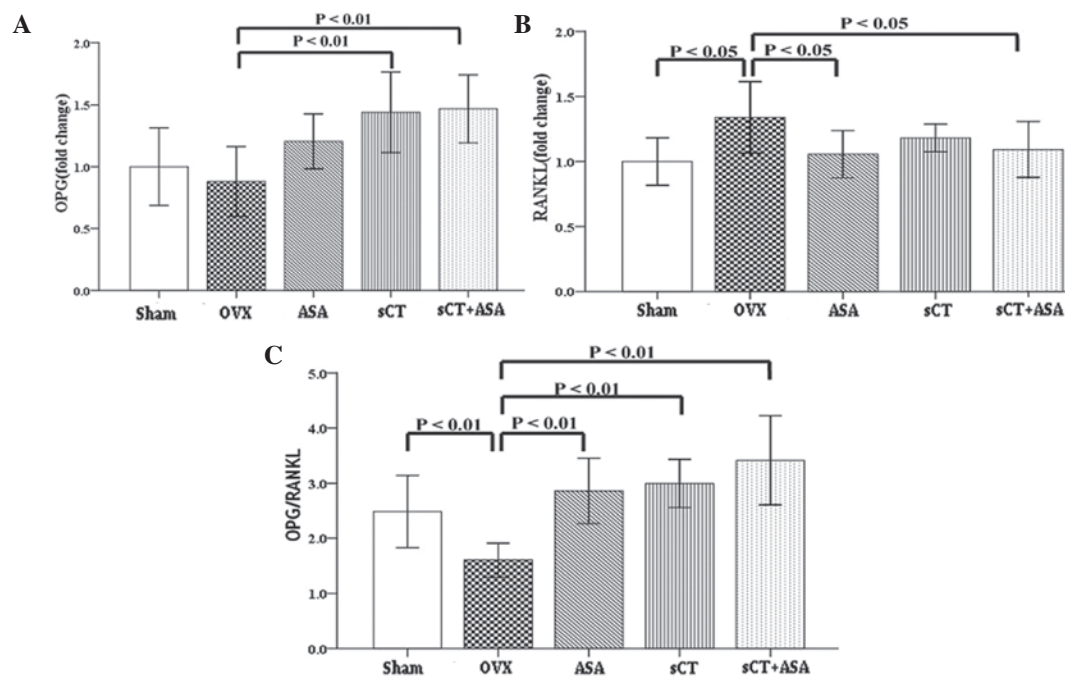 A
P < 0.01
P < 0.01
OPG(fold change)
2.0
1.5
1.0
0.5
0.0
Sham OVX ASA sCT sCT+ASA
B
P < 0.05
P < 0.05 P < 0.05
RANKL(fold change)
2.0
1.5
1.0
0.5
0.0
Sham OVX ASA sCT sCT+ASA
C
P < 0.01
P < 0.01
P < 0.01 P < 0.01
OPG/RANKL
5.0
4.0
3.0
2.0
1.0
0.0
Sham OVX ASA sCT sCT+ASA